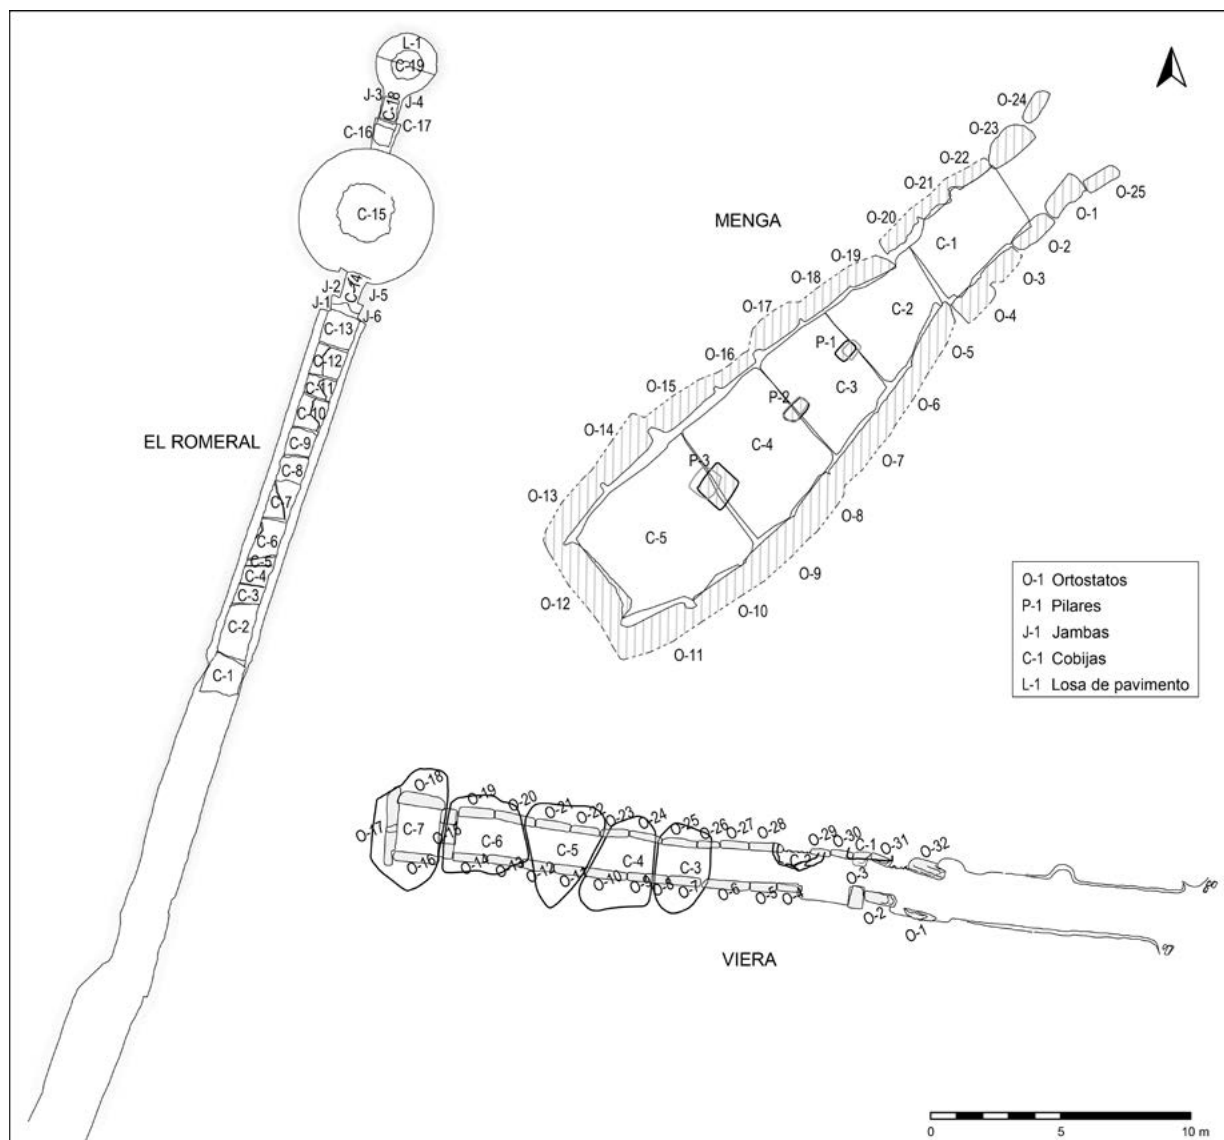 L-1
C-19
J-3
J-4
C-18
C-16
C-17
C-15
C-14
J-2
J-5
J-1
J-6
C-13
C-12
C-11
C-10
C-9
C-8
C-7
C-6
C-5
C-4
C-3
C-2
C-1
EL ROMERAL
MENGA
O-24
O-23
O-22
O-25
O-21
O-1
O-20
O-2
C-1
O-19
O-3
O-18
O-4
O-17
C-2
O-5
P-1
O-16
C-3
O-6
O-15
P-2
O-14
C-4
O-7
P-3
O-13
O-8
C-5
O-9
O-12
O-10
O-11
O-1 Ortostatos
P-1 Pilares
J-1 Jambas
C-1 Cobijas
L-1 Losa de pavimento
O-18
O-19
O-20
O-21
O-22
O-23
O-24
O-25
O-26
O-27
O-28
O-29
O-30
C-1
O-31
O-32
O-17
C-7
O-15
C-6
C-5
C-4
C-3
C-2
O-16
O-14
O-13
O-12
O-11
O-10
O-9
O-8
O-7
O-6
O-5
O-4
O-3
O-2
O-1
VIERA
0 5 10 m